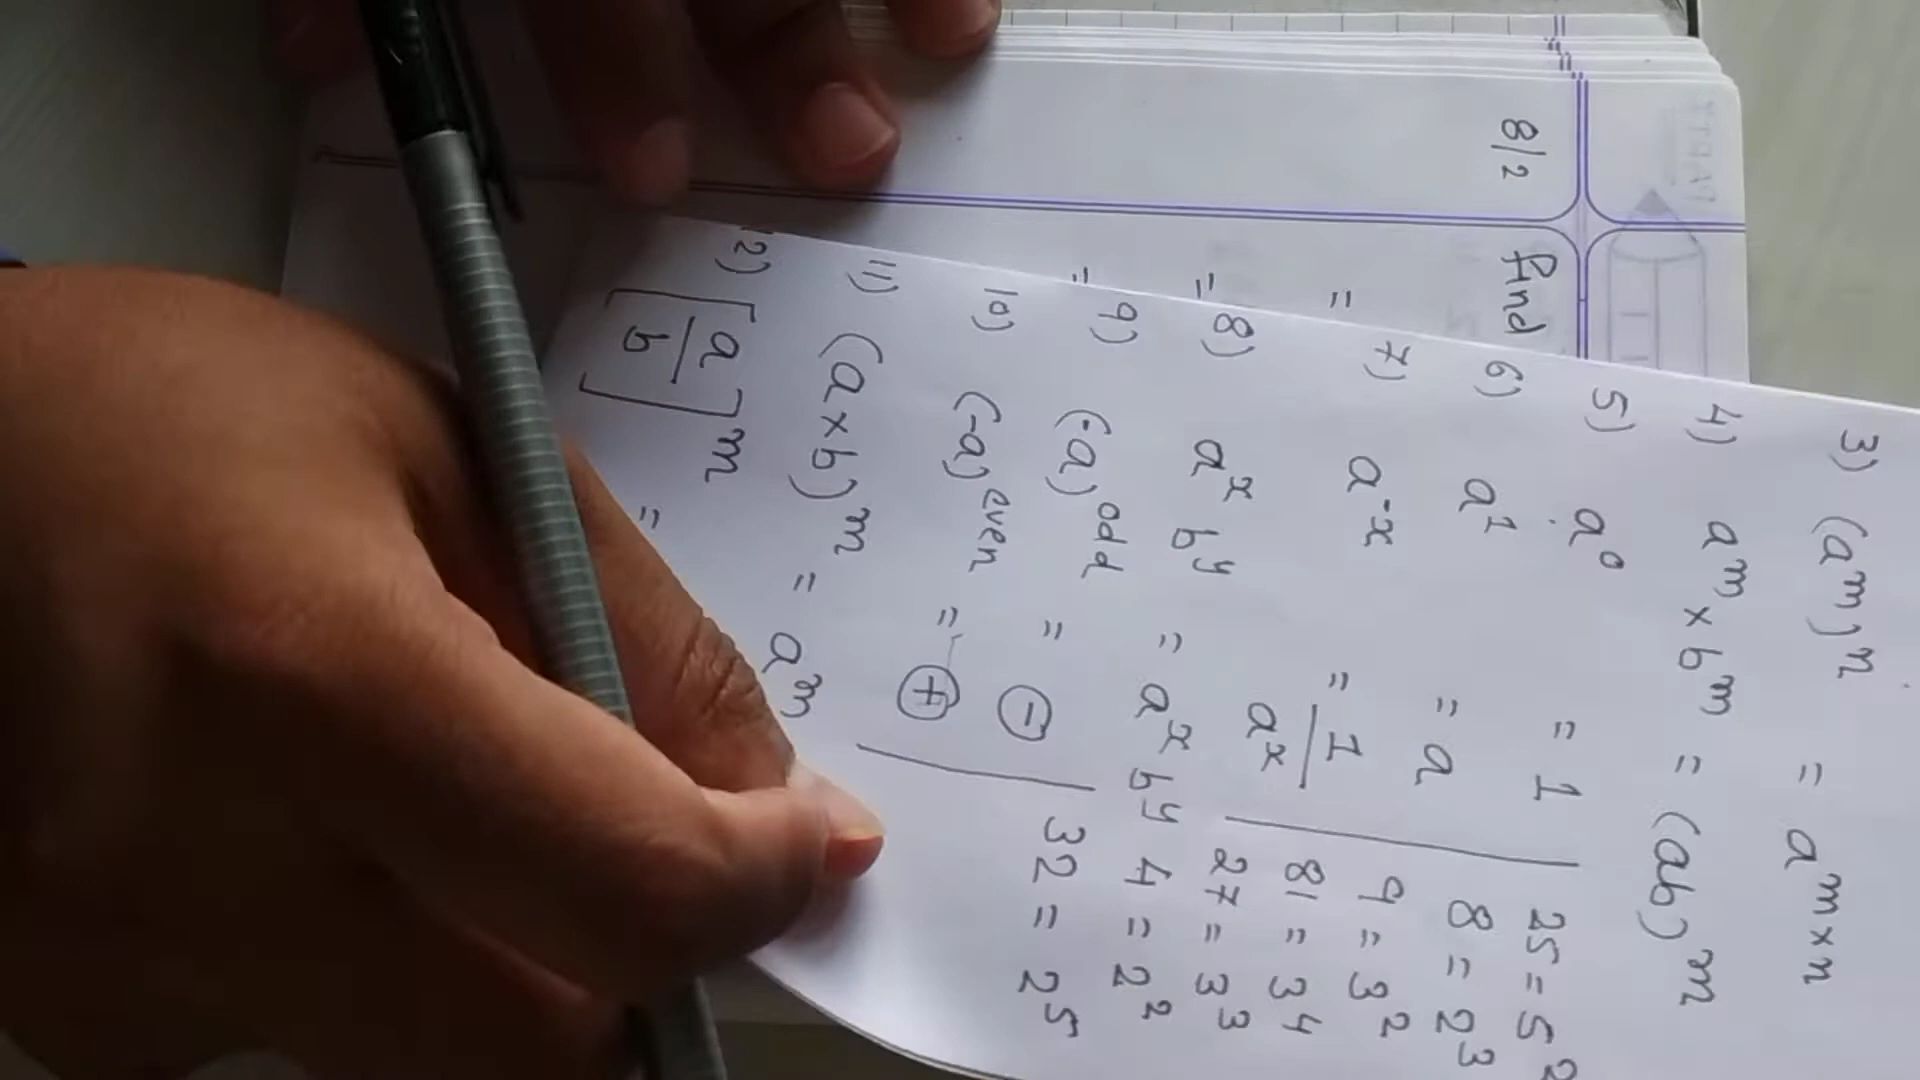 8/2 find
3) (a^m)^n = a^m×n
4) a^m × b^m = (ab)^m
5) a^0 = 1
6) a^1 = a
7) a^-x = 1/a^x
8) a^x b^y = a^x b^y
9) (-a)^odd = ⊖
10) (-a)^even = ⊕
11) (a×b)^m = a^m
12) [a/b]^m =
25 = 5^2
8 = 2^3
9 = 3^2
81 = 3^4
27 = 3^3
4 = 2^2
32 = 2^5
=
=
=